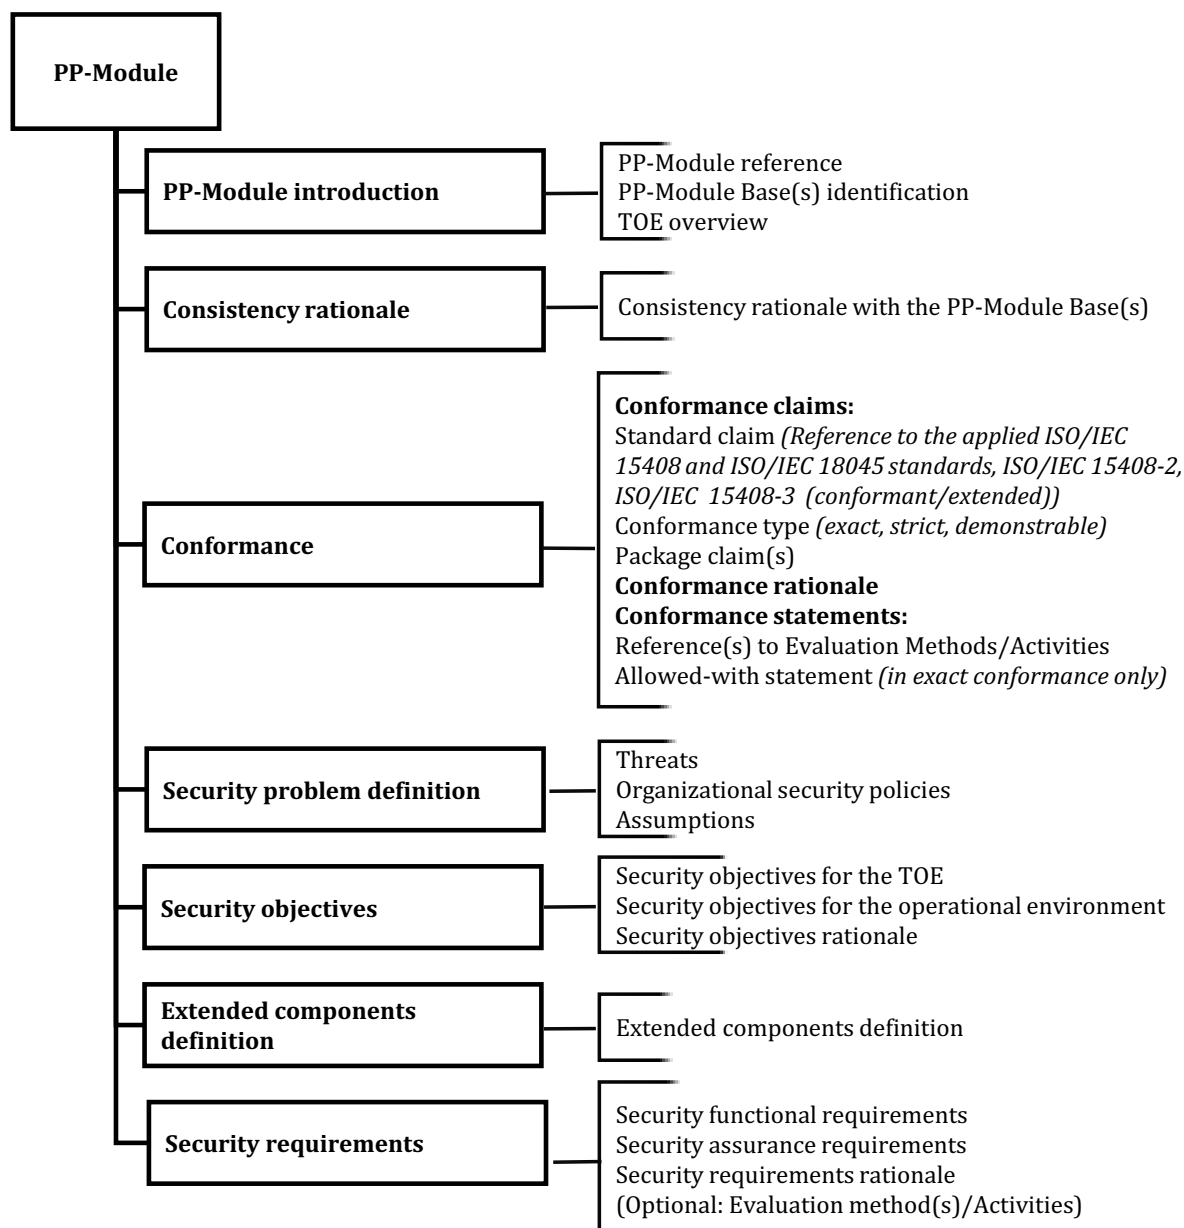 PP-Module
PP-Module introduction
PP-Module reference
PP-Module Base(s) identification
TOE overview
Consistency rationale
Consistency rationale with the PP-Module Base(s)
Conformance
Conformance claims:
Standard claim (Reference to the applied ISO/IEC
15408 and ISO/IEC 18045 standards, ISO/IEC 15408-2,
ISO/IEC 15408-3 (conformant/extended))
Conformance type (exact, strict, demonstrable)
Package claim(s)
Conformance rationale
Conformance statements:
Reference(s) to Evaluation Methods/Activities
Allowed-with statement (in exact conformance only)
Security problem definition
Threats
Organizational security policies
Assumptions
Security objectives
Security objectives for the TOE
Security objectives for the operational environment
Security objectives rationale
Extended components
definition
Extended components definition
Security requirements
Security functional requirements
Security assurance requirements
Security requirements rationale
(Optional: Evaluation method(s)/Activities)